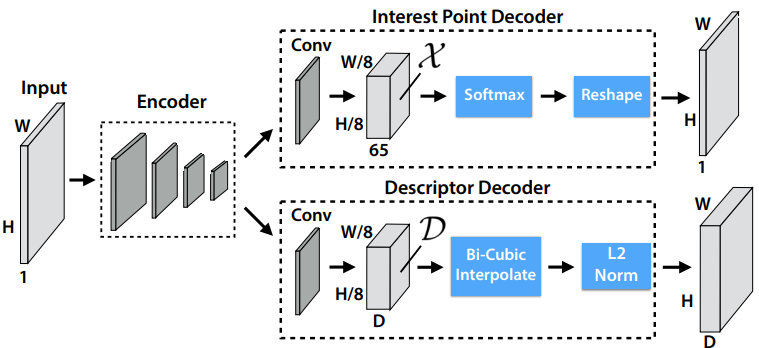 Input
W
H
1
Encoder
Interest Point Decoder
Conv
W/8
H/8
65
𝒳
Softmax
Reshape
W
H
1
Descriptor Decoder
Conv
W/8
H/8
D
𝒟
Bi-Cubic
Interpolate
L2
Norm
W
H
D